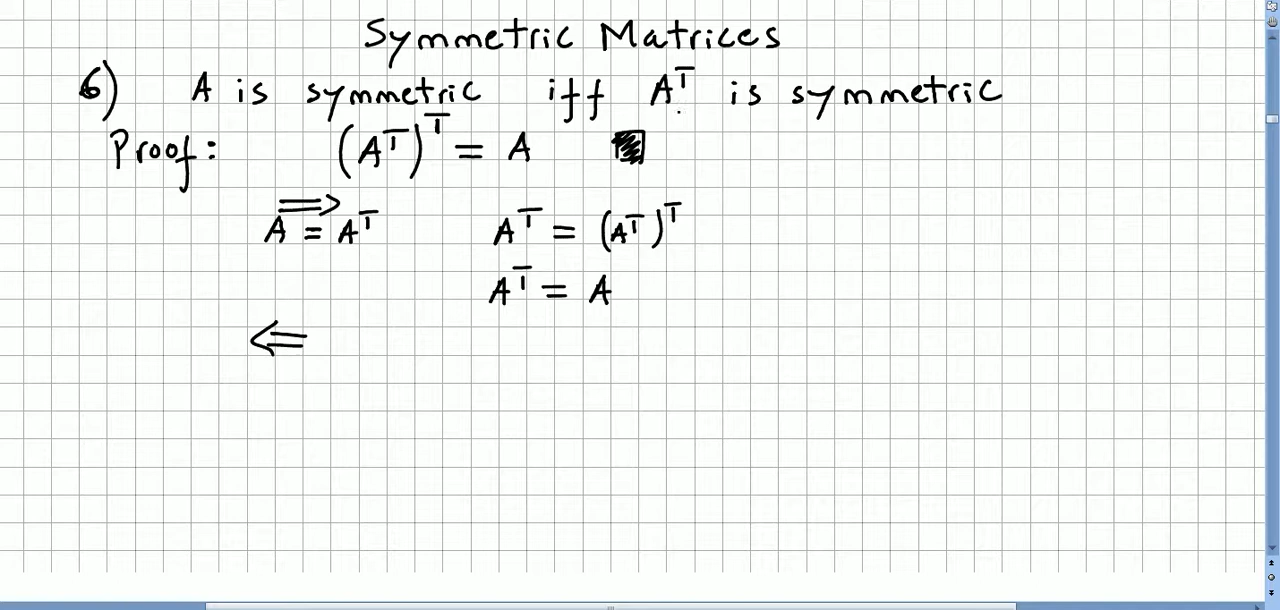 Symmetric Matrices
6) A is symmetric iff Aᵀ is symmetric
Proof: (Aᵀ)ᵀ = A ■
⟹
A = Aᵀ Aᵀ = (Aᵀ)ᵀ
Aᵀ = A
⟸